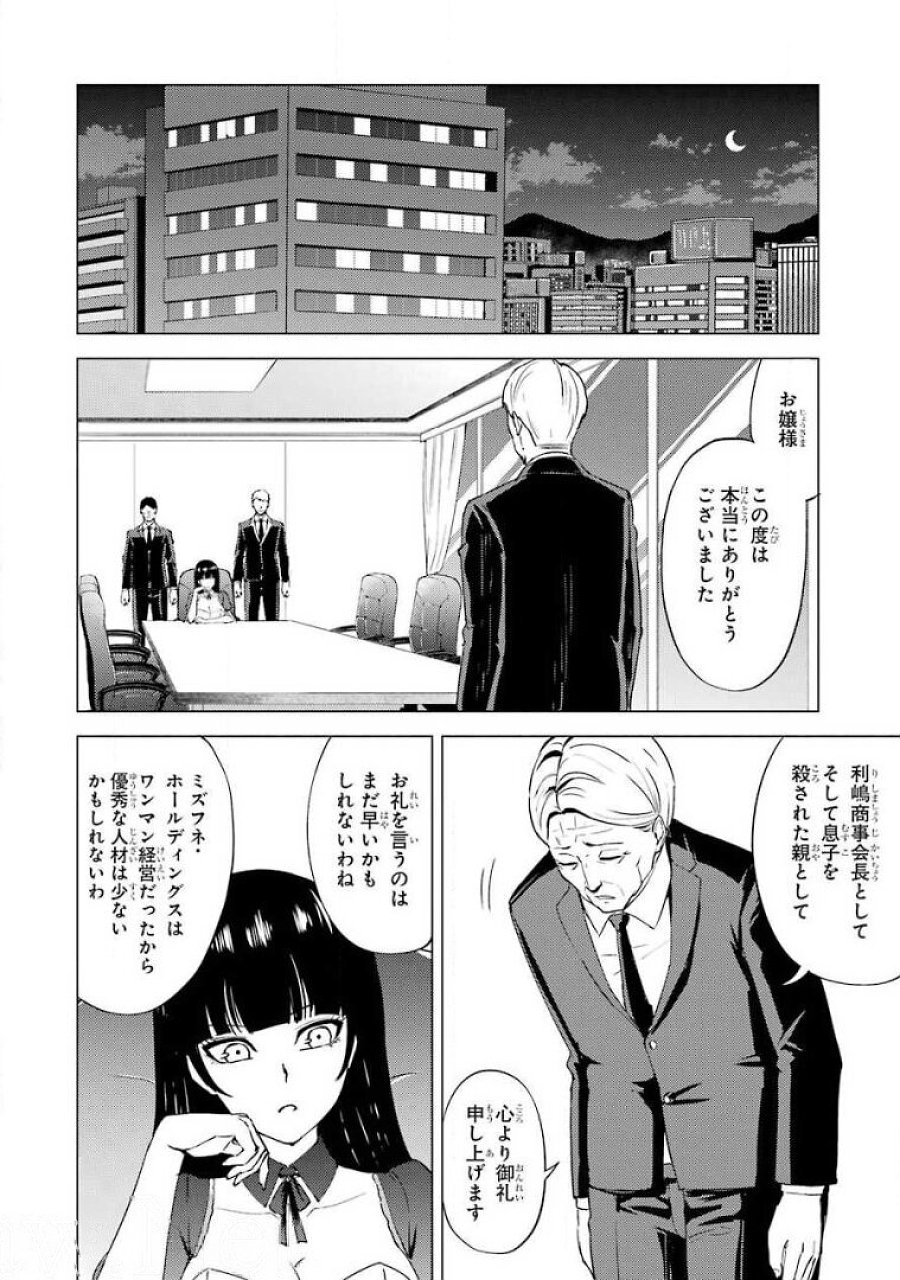 お嬢様
この度は
本当にありがとう
ございました
利嶋商事会長として
そして息子を
殺された親として
心より御礼
申し上げます
お礼を言うのは
まだ早いかも
しれないわね
ミズフネ・
ホールディングスは
ワンマン経営だったから
優秀な人材は少ない
かもしれないわ